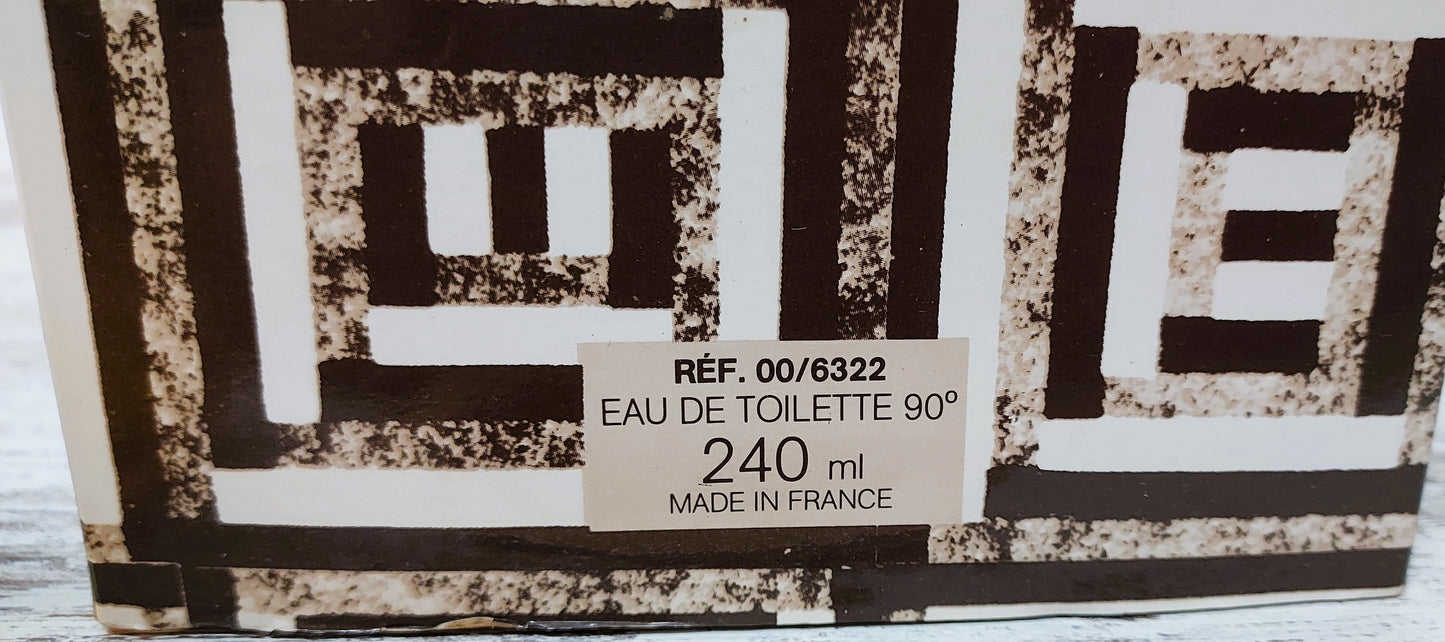 RÉF. 00/6322
EAU DE TOILETTE 90º
240 ml
MADE IN FRANCE